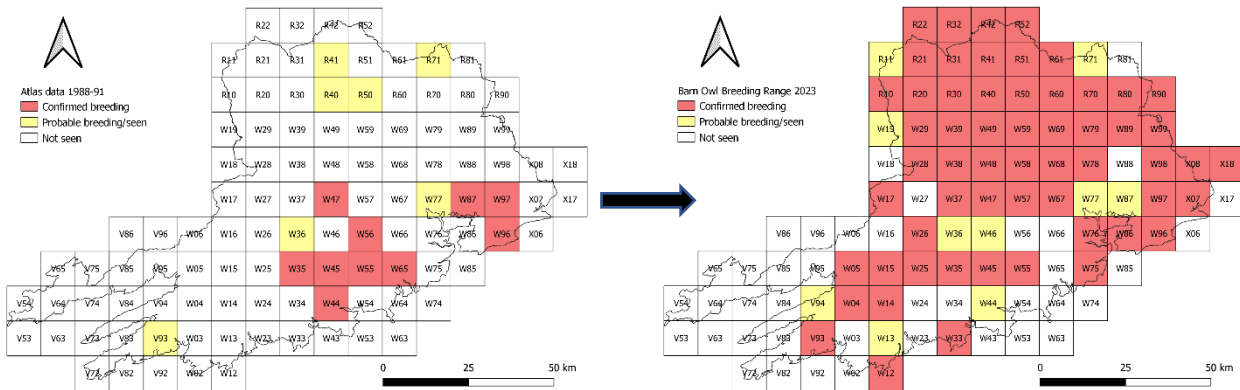 R22 R32 R42 R52
R11 R21 R31 R41 R51 R61 R71 R81
R10 R20 R30 R40 R50 R60 R70 R80 R90
W19 W29 W39 W49 W59 W69 W79 W89 W99
W18 W28 W38 W48 W58 W68 W78 W88 W98 X08 X18
W17 W27 W37 W47 W57 W67 W77 W87 W97 X07 X17
V86 V96 W06 W16 W26 W36 W46 W56 W66 W76 W86 W96 X06
V65 V75 V85 V95 W05 W15 W25 W35 W45 W55 W65 W75 W85
V54 V64 V74 V84 V94 W04 W14 W24 W34 W44 W54 W64 W74
V53 V63 V73 V83 V93 W03 W13 W23 W33 W43 W53 W63
V72 V82 V92 W02 W12
Atlas data 1988-91
Confirmed breeding
Probable breeding/seen
Not seen
0 25 50 km
R22 R32 R42 R52
R11 R21 R31 R41 R51 R61 R71 R81
R10 R20 R30 R40 R50 R60 R70 R80 R90
W19 W29 W39 W49 W59 W69 W79 W89 W99
W18 W28 W38 W48 W58 W68 W78 W88 W98 X08 X18
W17 W27 W37 W47 W57 W67 W77 W87 W97 X07 X17
V86 V96 W06 W16 W26 W36 W46 W56 W66 W76 W86 W96 X06
V65 V75 V85 V95 W05 W15 W25 W35 W45 W55 W65 W75 W85
V54 V64 V74 V84 V94 W04 W14 W24 W34 W44 W54 W64 W74
V53 V63 V73 V83 V93 W03 W13 W23 W33 W43 W53 W63
V72 V82 V92 W02 W12
Barn Owl Breeding Range 2023
Confirmed breeding
Probable breeding/seen
Not seen
0 25 50 km